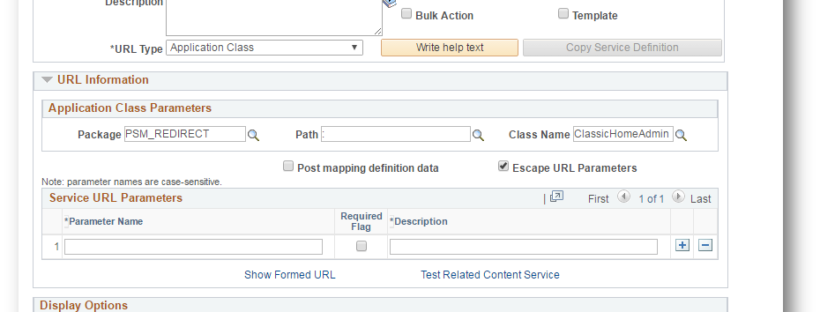 Description
Bulk Action
Template
*URL Type Application Class
Write help text
Copy Service Definition
URL Information
Application Class Parameters
Package PSM_REDIRECT Path : Class Name ClassicHomeAdmin
Post mapping definition data Escape URL Parameters
Note: parameter names are case-sensitive.
Service URL Parameters | First 1 of 1 Last
*Parameter Name Required Flag *Description
1
Show Formed URL Test Related Content Service
Display Options